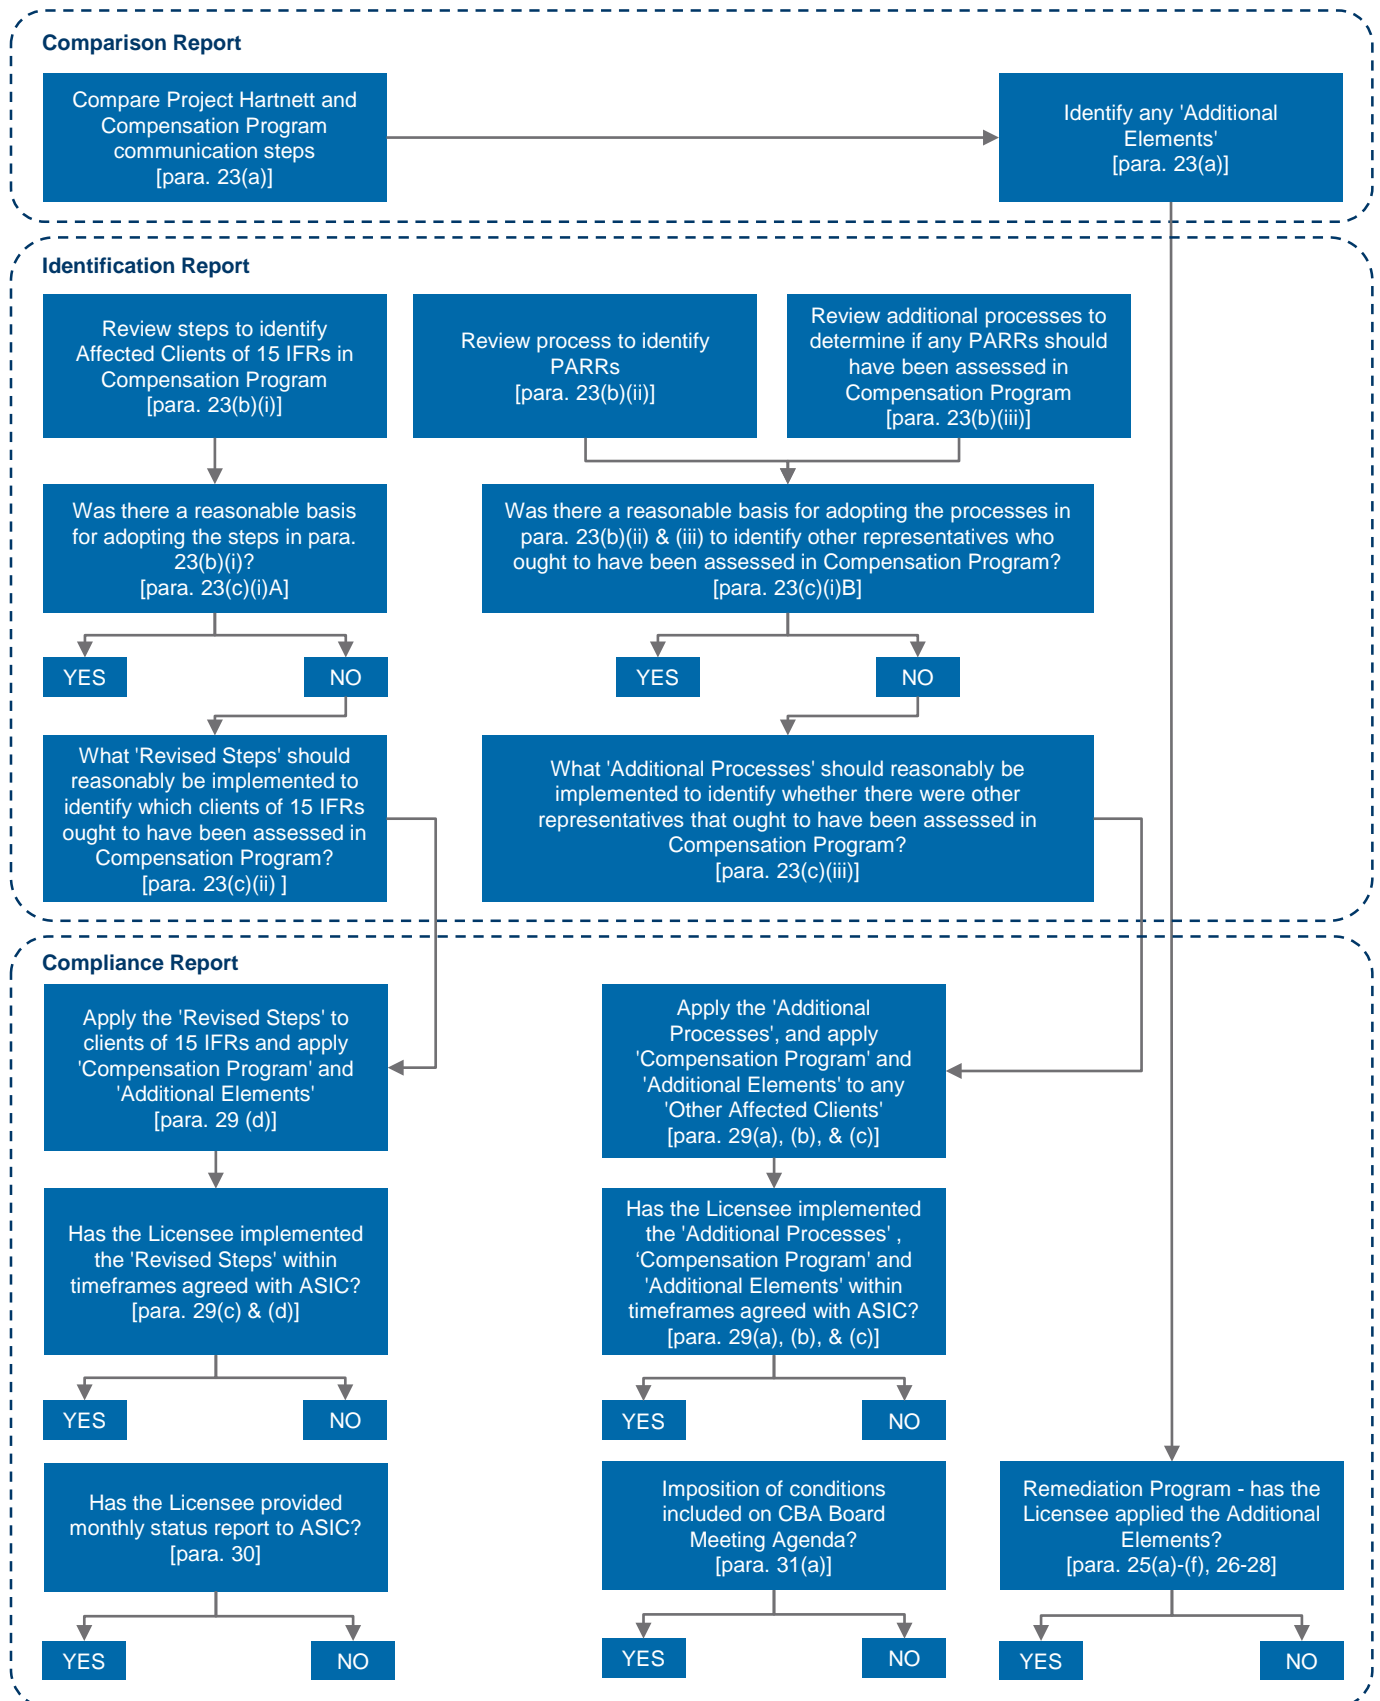 Comparison Report
Compare Project Hartnett and
Compensation Program
communication steps
[para. 23(a)]
Identify any 'Additional
Elements'
[para. 23(a)]
Identification Report
Review steps to identify
Affected Clients of 15 IFRs in
Compensation Program
[para. 23(b)(i)]
Review process to identify
PARRs
[para. 23(b)(ii)]
Review additional processes to
determine if any PARRs should
have been assessed in
Compensation Program
[para. 23(b)(iii)]
Was there a reasonable basis
for adopting the steps in para.
23(b)(i)?
[para. 23(c)(i)A]
Was there a reasonable basis for adopting the processes in
para. 23(b)(ii) & (iii) to identify other representatives who
ought to have been assessed in Compensation Program?
[para. 23(c)(i)B]
YES
NO
YES
NO
What 'Revised Steps' should
reasonably be implemented to
identify which clients of 15 IFRs
ought to have been assessed in
Compensation Program?
[para. 23(c)(ii) ]
What 'Additional Processes' should reasonably be
implemented to identify whether there were other
representatives that ought to have been assessed in
Compensation Program?
[para. 23(c)(iii)]
Compliance Report
Apply the 'Revised Steps' to
clients of 15 IFRs and apply
'Compensation Program' and
'Additional Elements'
[para. 29 (d)]
Apply the 'Additional
Processes', and apply
'Compensation Program' and
'Additional Elements' to any
'Other Affected Clients'
[para. 29(a), (b), & (c)]
Has the Licensee implemented
the 'Revised Steps' within
timeframes agreed with ASIC?
[para. 29(c) & (d)]
Has the Licensee implemented
the 'Additional Processes' ,
‘Compensation Program' and
'Additional Elements' within
timeframes agreed with ASIC?
[para. 29(a), (b), & (c)]
YES
NO
YES
NO
Has the Licensee provided
monthly status report to ASIC?
[para. 30]
Imposition of conditions
included on CBA Board
Meeting Agenda?
[para. 31(a)]
Remediation Program - has the
Licensee applied the Additional
Elements?
[para. 25(a)-(f), 26-28]
YES
NO
YES
NO
YES
NO